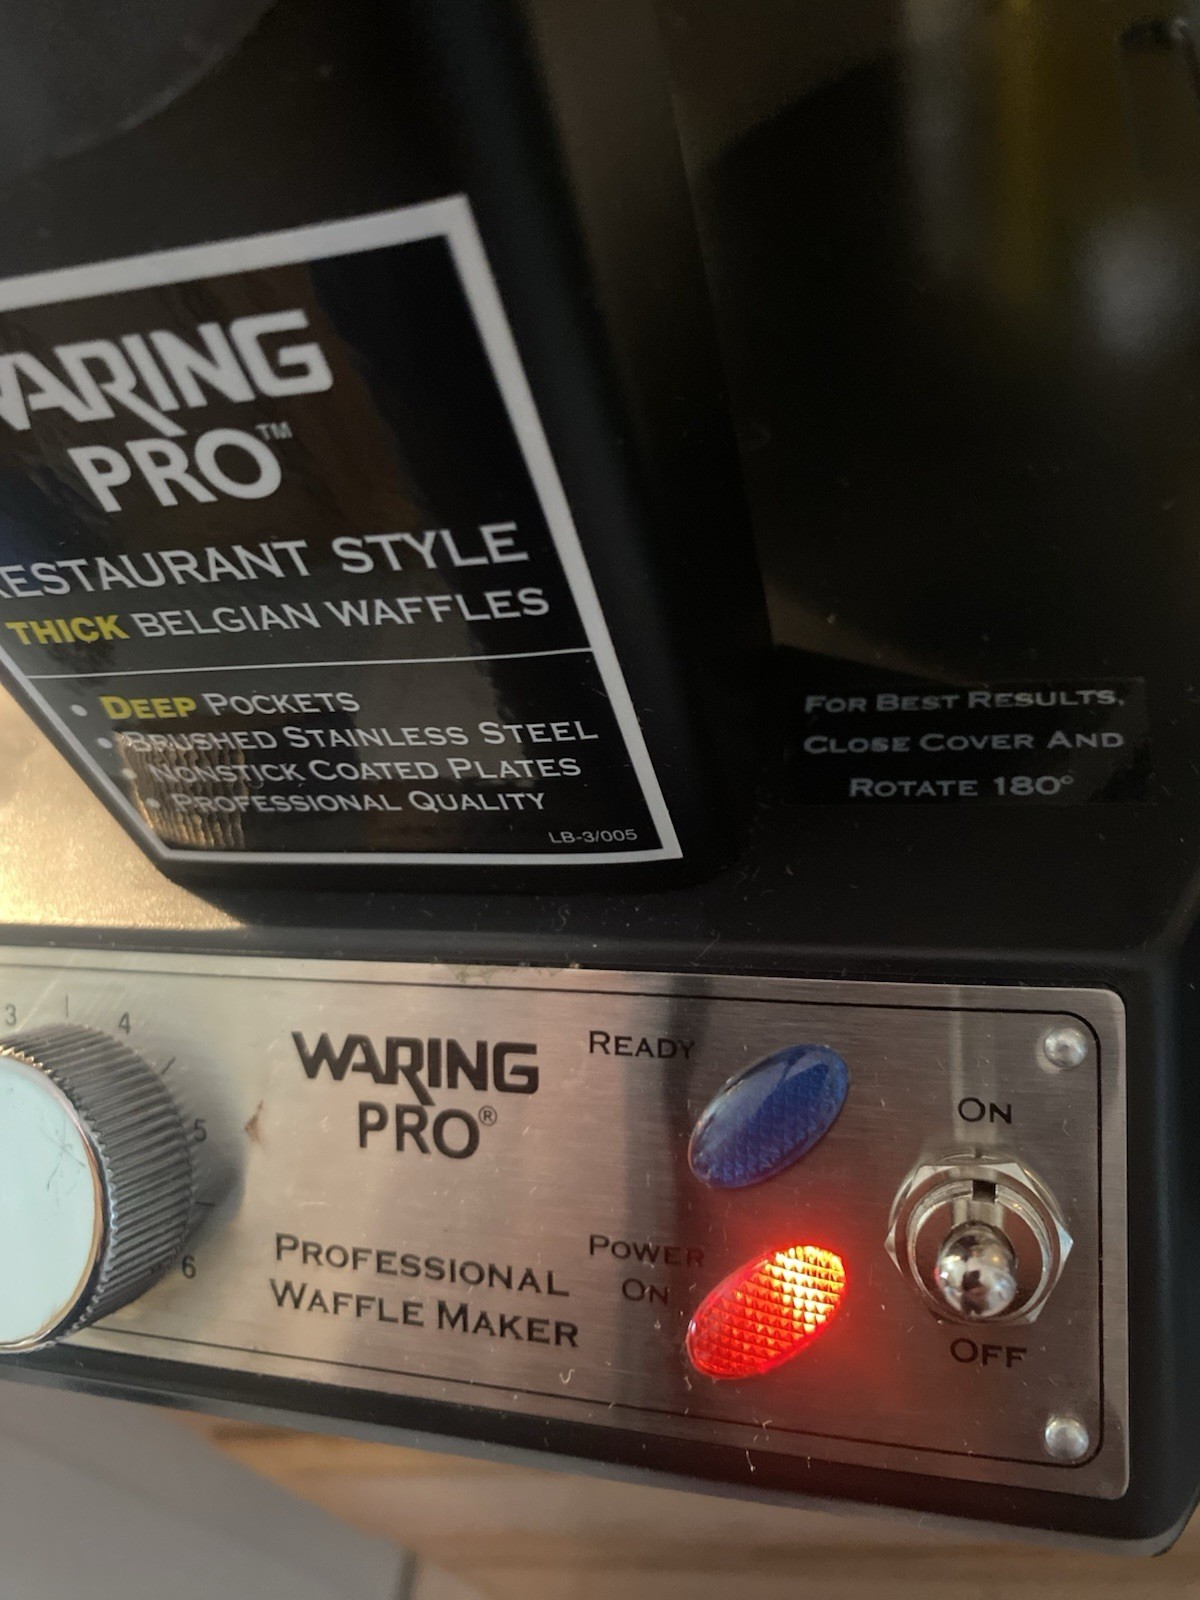 WARING
PRO™
RESTAURANT STYLE
THICK BELGIAN WAFFLES
• DEEP POCKETS
• BRUSHED STAINLESS STEEL
• NONSTICK COATED PLATES
• PROFESSIONAL QUALITY
LB-3/005
FOR BEST RESULTS,
CLOSE COVER AND
ROTATE 180°
3
4
5
6
WARING
PRO®
PROFESSIONAL
WAFFLE MAKER
READY
POWER
ON
ON
OFF